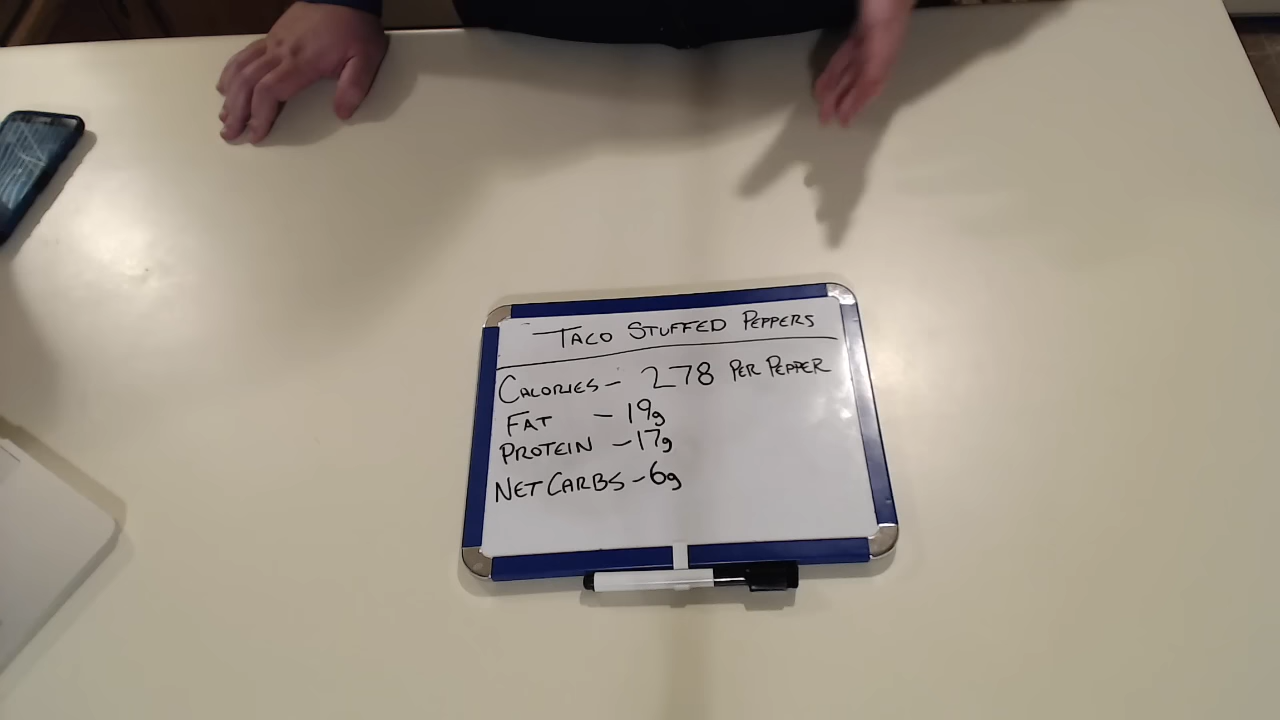 TACO STUFFED PEPPERS
CALORIES - 278 PER PEPPER
FAT - 19g
PROTEIN - 17g
NET CARBS - 6g